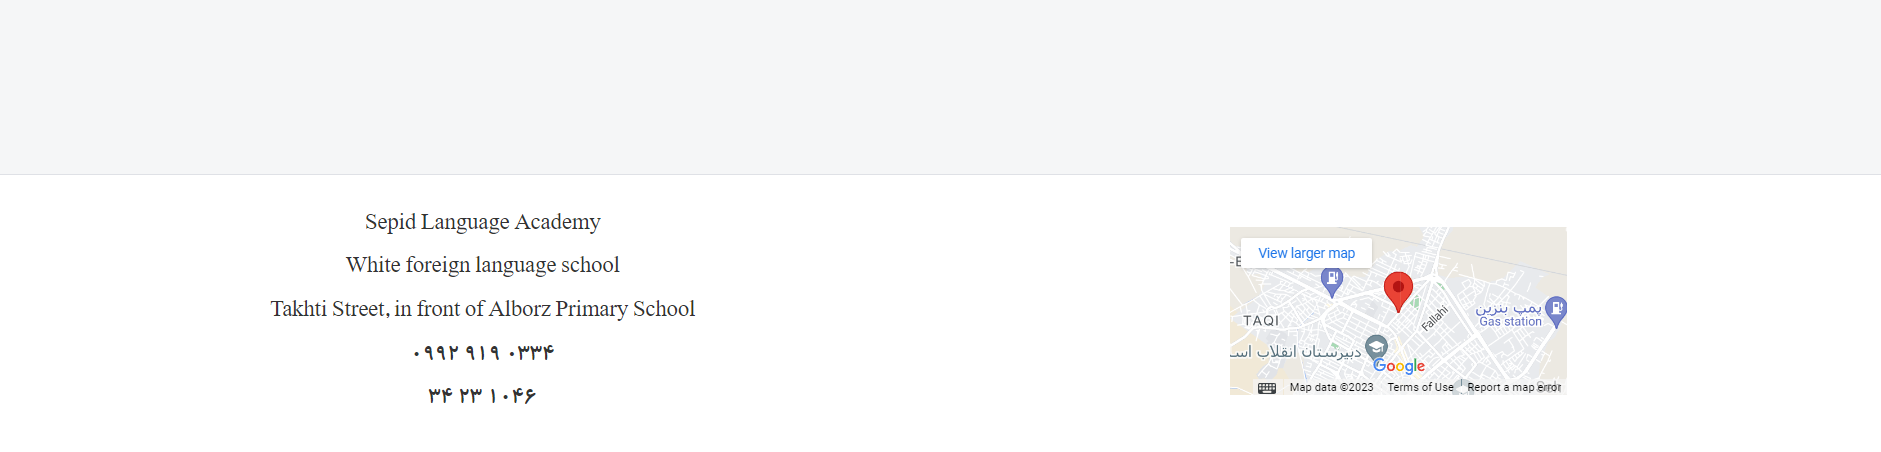 Sepid Language Academy
White foreign language school
Takhti Street, in front of Alborz Primary School
۰۹۹۲ ۹۱۹ ۰۳۳۴
۳۴ ۲۳ ۱۰۴۶
View larger map
TAQI
Fallahi
پمپ بنزین
Gas station
دبیرستان انقلاب
Google
Map data ©2023 Terms of Use Report a map error